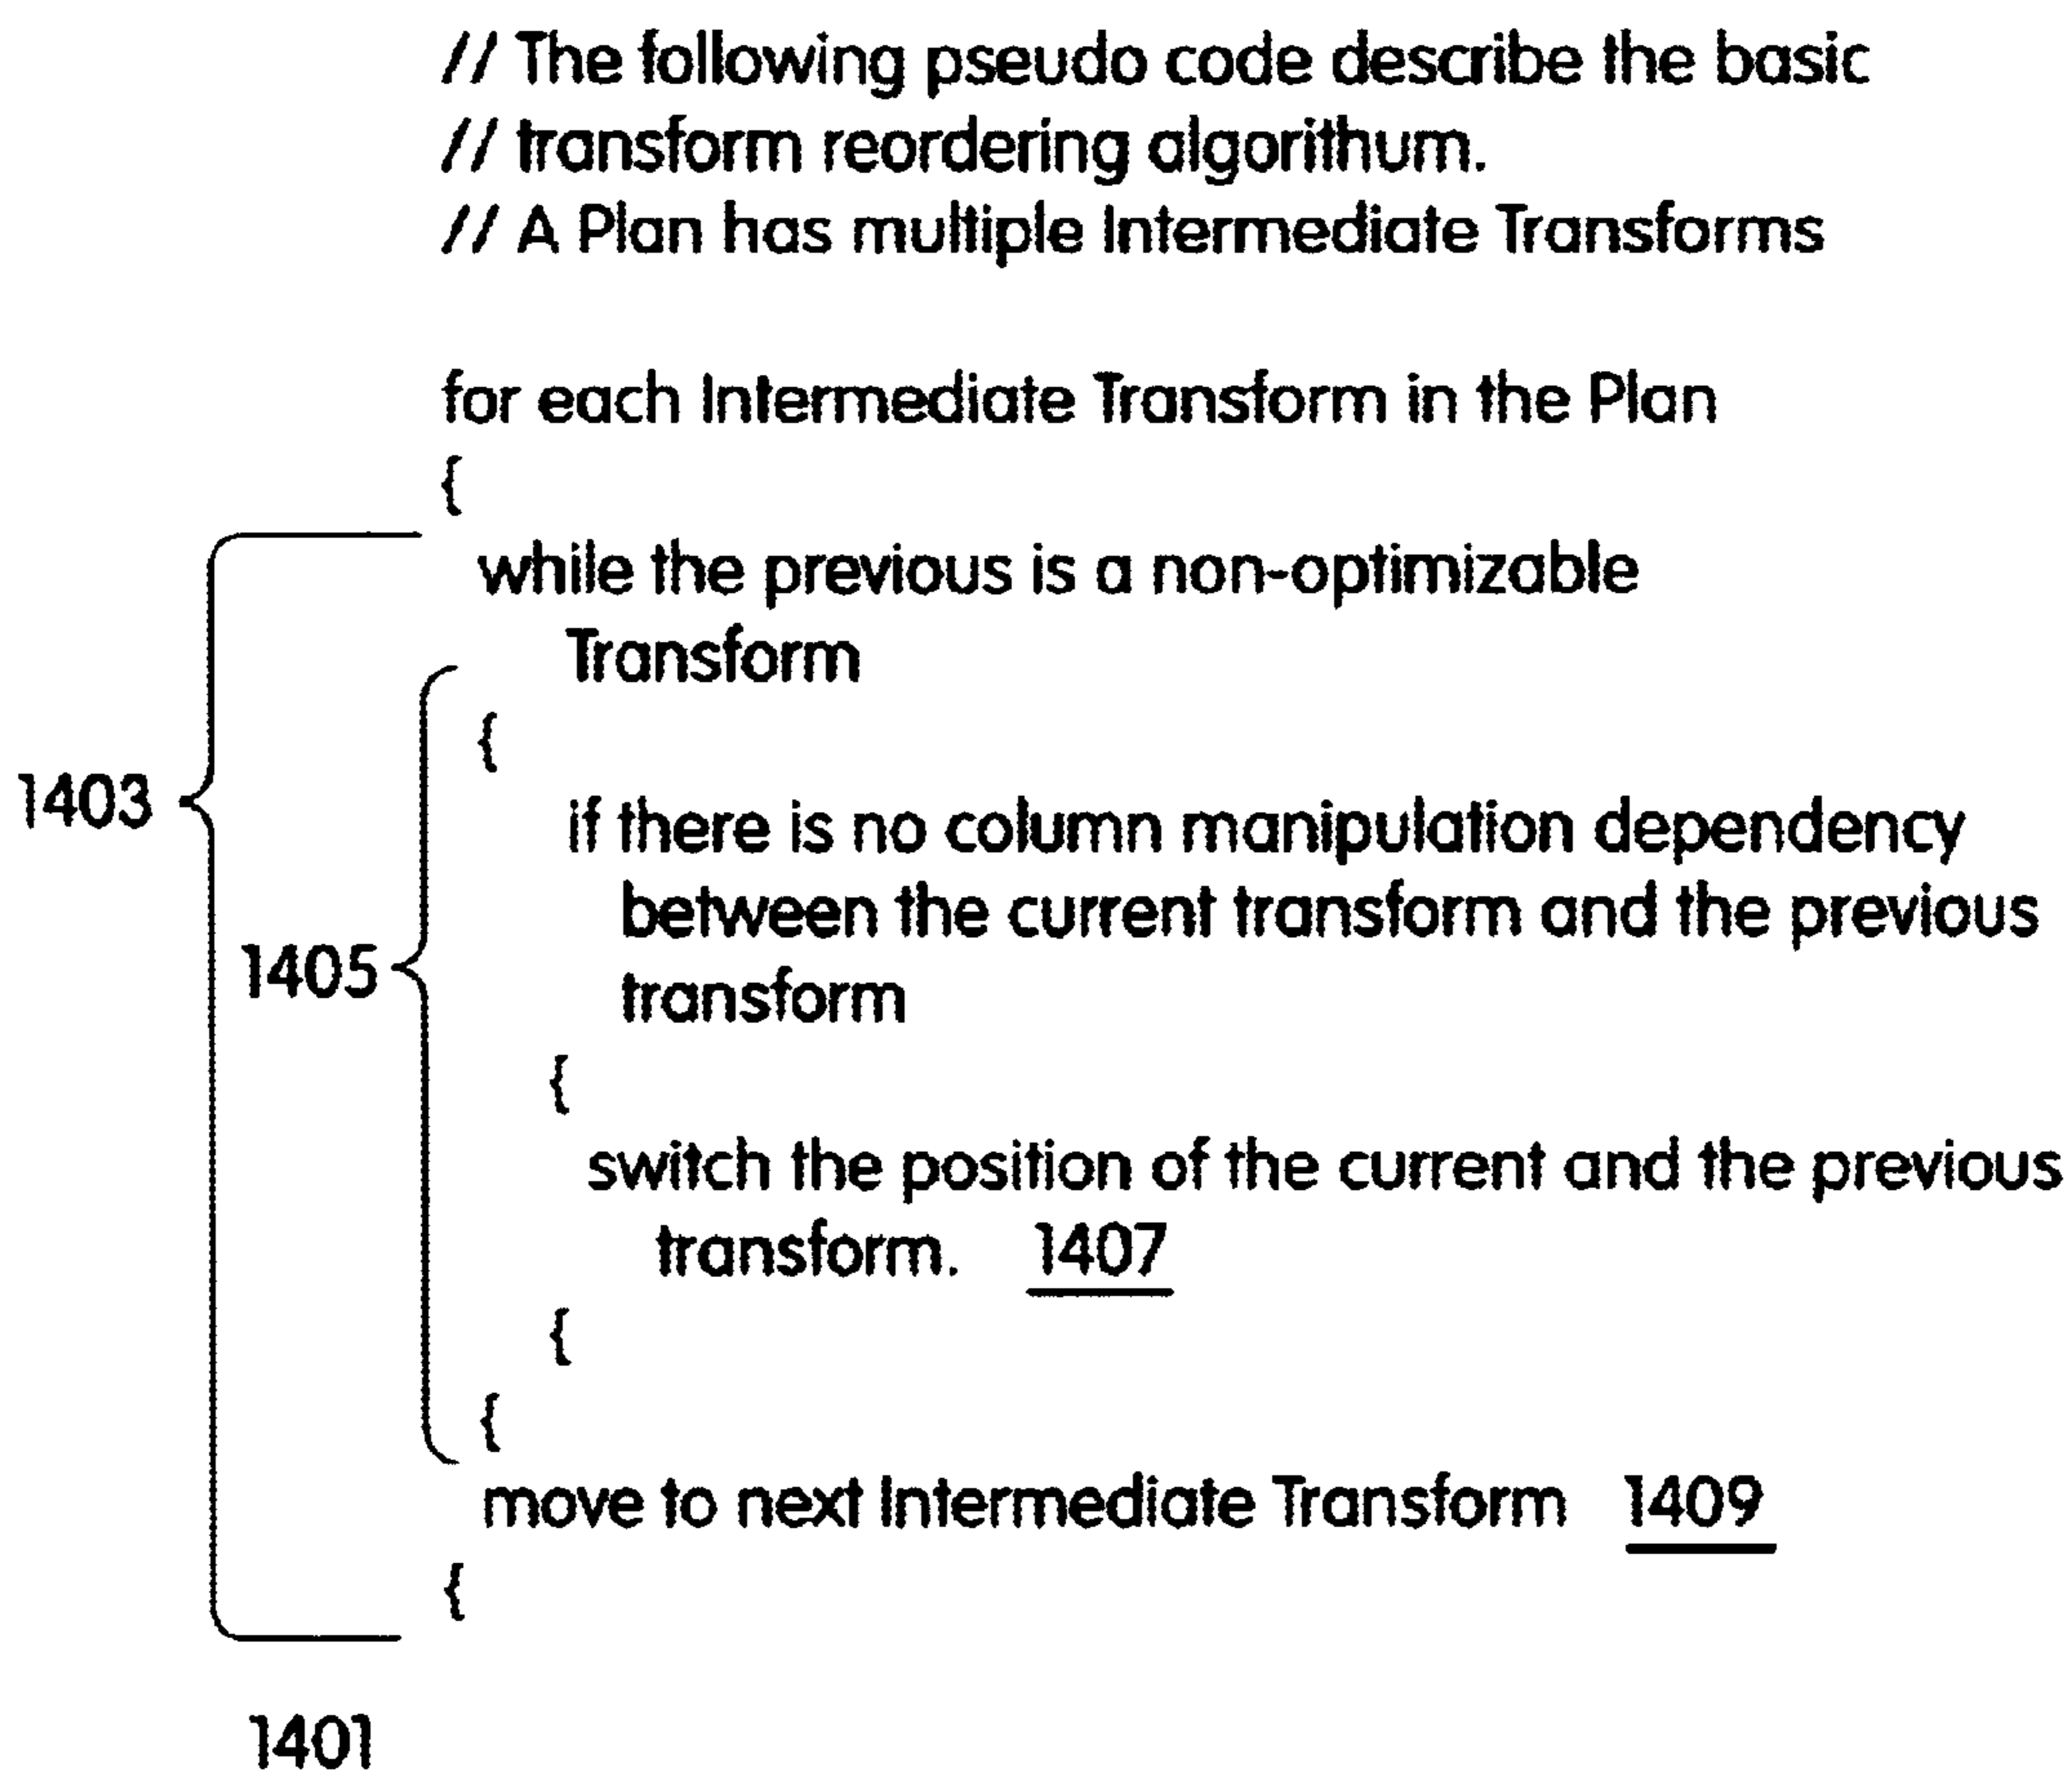 // The following pseudo code describe the basic
// transform reordering algorithum.
// A Plan has multiple Intermediate Transforms
for each Intermediate Transform in the Plan
{
while the previous is a non-optimizable
Transform
{
1403
if there is no column manipulation dependency
between the current transform and the previous
1405
transform
{
switch the position of the current and the previous
transform. 1407
{
{
move to next Intermediate Transform 1409
{
1401